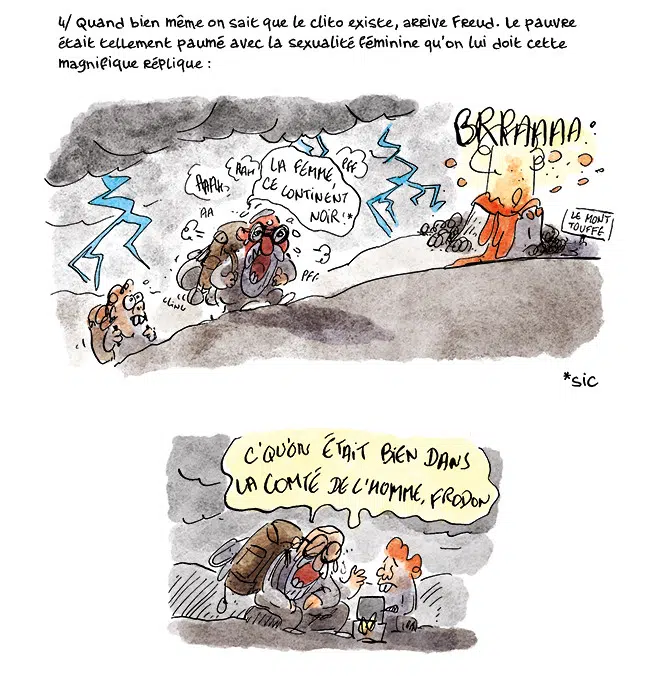 4/ Quand bien même on sait que le clito existe, arrive Freud. Le pauvre
était tellement paumé avec la sexualité féminine qu'on lui doit cette
magnifique réplique :
BRRAAAAA
AAAH
AAH
LA FEMME,
CE CONTINENT
NOIR !*
PFF
AA
LE MONT
TOUFFE
PFF
CLING
*sic
C'QU'ON ÉTAIT BIEN DANS
LA COMTÉ DE L'HOMME, FRODON